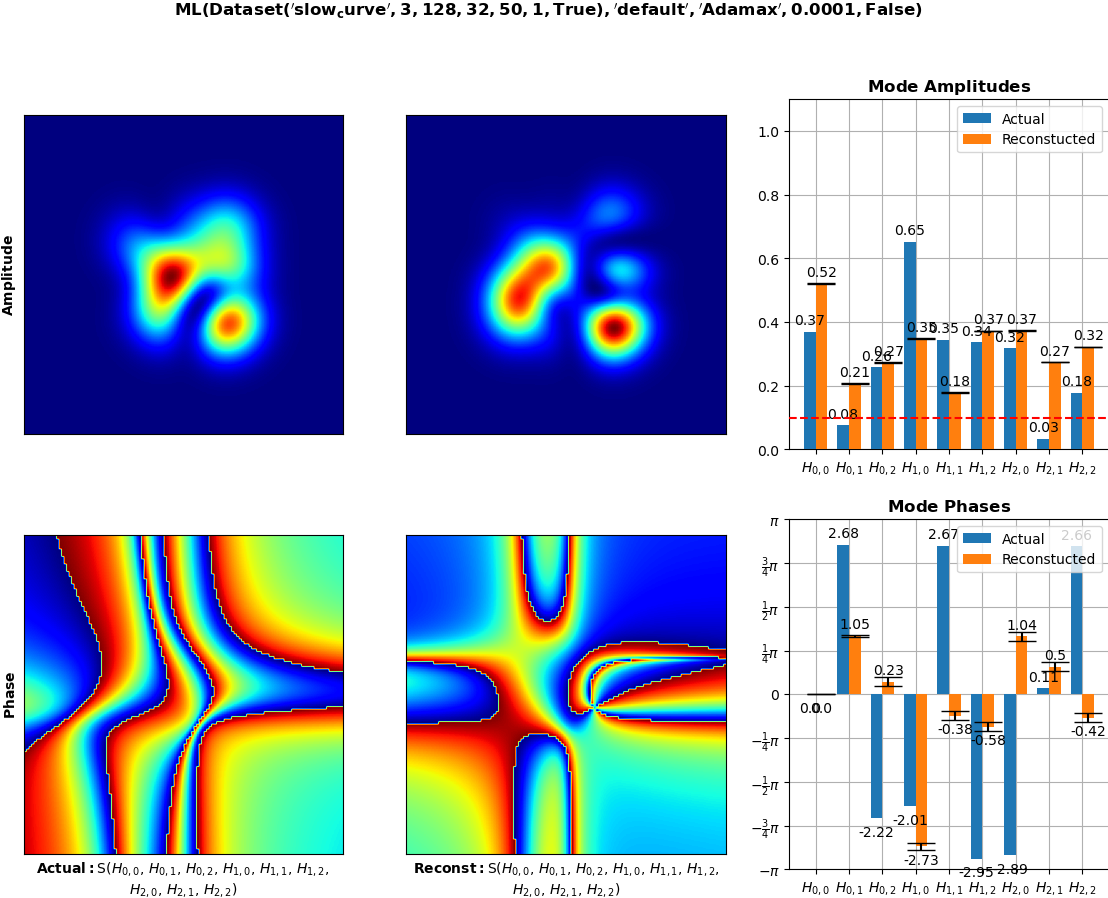 ML(Dataset('slow_curve', 3, 128, 32, 50, 1, True), 'default', 'Adamax', 0.0001, False)
Amplitude
Mode Amplitudes
Actual
Reconstucted
1.0
0.8
0.6
0.4
0.2
0.0
0.37
0.52
0.08
0.21
0.26
0.27
0.65
0.35
0.35
0.18
0.34
0.37
0.32
0.37
0.03
0.27
0.18
0.32
H0,0 H0,1 H0,2 H1,0 H1,1 H1,2 H2,0 H2,1 H2,2
Phase
Actual: S(H0,0, H0,1, H0,2, H1,0, H1,1, H1,2,
H2,0, H2,1, H2,2)
Reconst: S(H0,0, H0,1, H0,2, H1,0, H1,1, H1,2,
H2,0, H2,1, H2,2)
Mode Phases
Actual
Reconstucted
π
3/4π
1/2π
1/4π
0
−1/4π
−1/2π
−3/4π
−π
0.0
0.0
2.68
1.05
-2.22
0.23
-2.01
-2.73
2.67
-0.38
-2.95
-0.58
-2.89
1.04
0.11
0.5
2.66
-0.42
H0,0 H0,1 H0,2 H1,0 H1,1 H1,2 H2,0 H2,1 H2,2